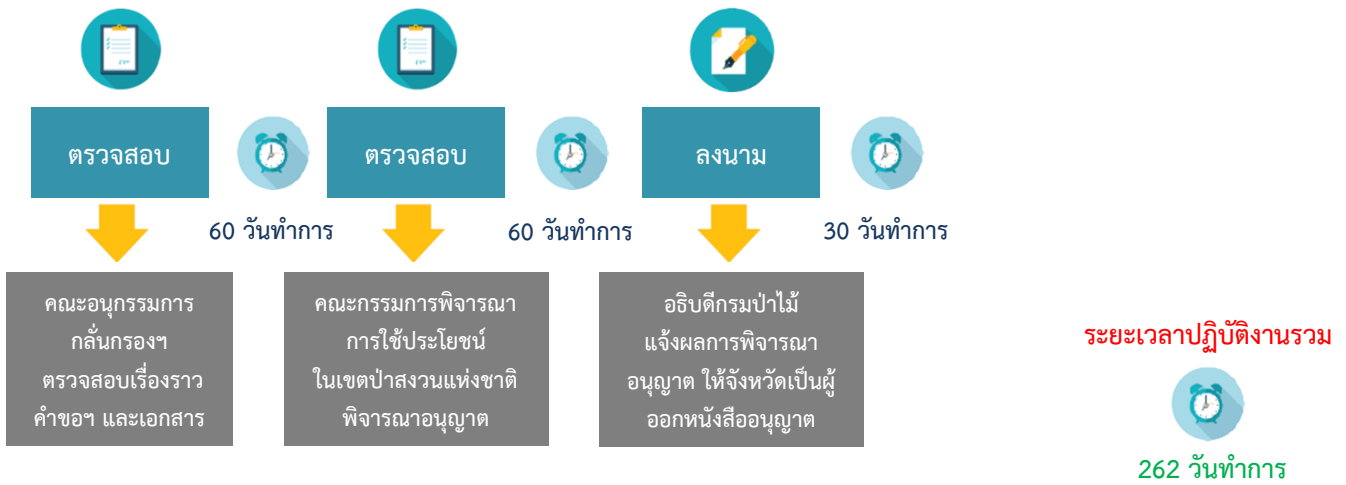 ตรวจสอบ
60 วันทำการ
คณะอนุกรรมการ
กลั่นกรองฯ
ตรวจสอบเรื่องราว
คำขอฯ และเอกสาร
ตรวจสอบ
60 วันทำการ
คณะกรรมการพิจารณา
การใช้ประโยชน์
ในเขตป่าสงวนแห่งชาติ
พิจารณาอนุญาต
ลงนาม
30 วันทำการ
อธิบดีกรมป่าไม้
แจ้งผลการพิจารณา
อนุญาต ให้จังหวัดเป็นผู้
ออกหนังสืออนุญาต
ระยะเวลาปฏิบัติงานรวม
262 วันทำการ